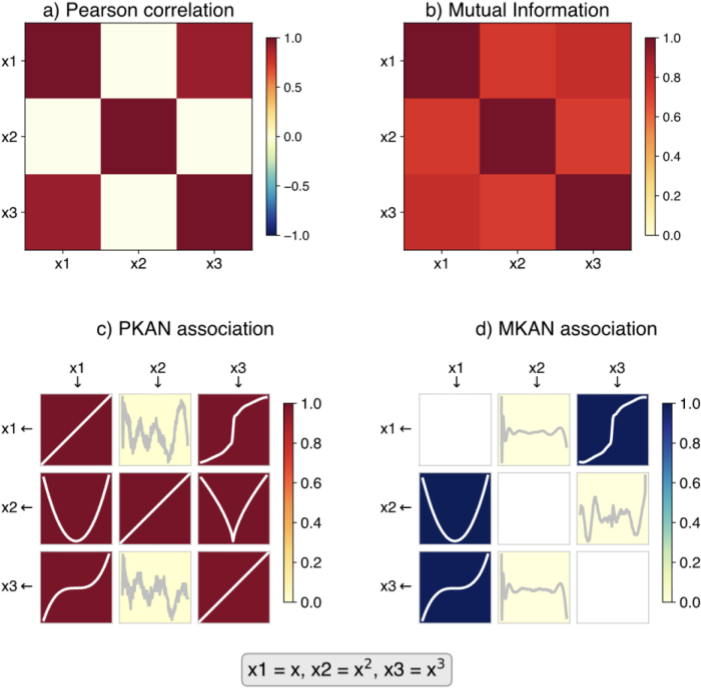 a) Pearson correlation
x1
x2
x3
x1 x2 x3
1.0
0.5
0.0
−0.5
−1.0
b) Mutual Information
x1
x2
x3
x1 x2 x3
1.0
0.8
0.6
0.4
0.2
0.0
c) PKAN association
x1 x2 x3
↓ ↓ ↓
x1 ←
x2 ←
x3 ←
1.0
0.8
0.6
0.4
0.2
0.0
d) MKAN association
x1 x2 x3
↓ ↓ ↓
x1 ←
x2 ←
x3 ←
1.0
0.8
0.6
0.4
0.2
0.0
x1 = x, x2 = x², x3 = x³